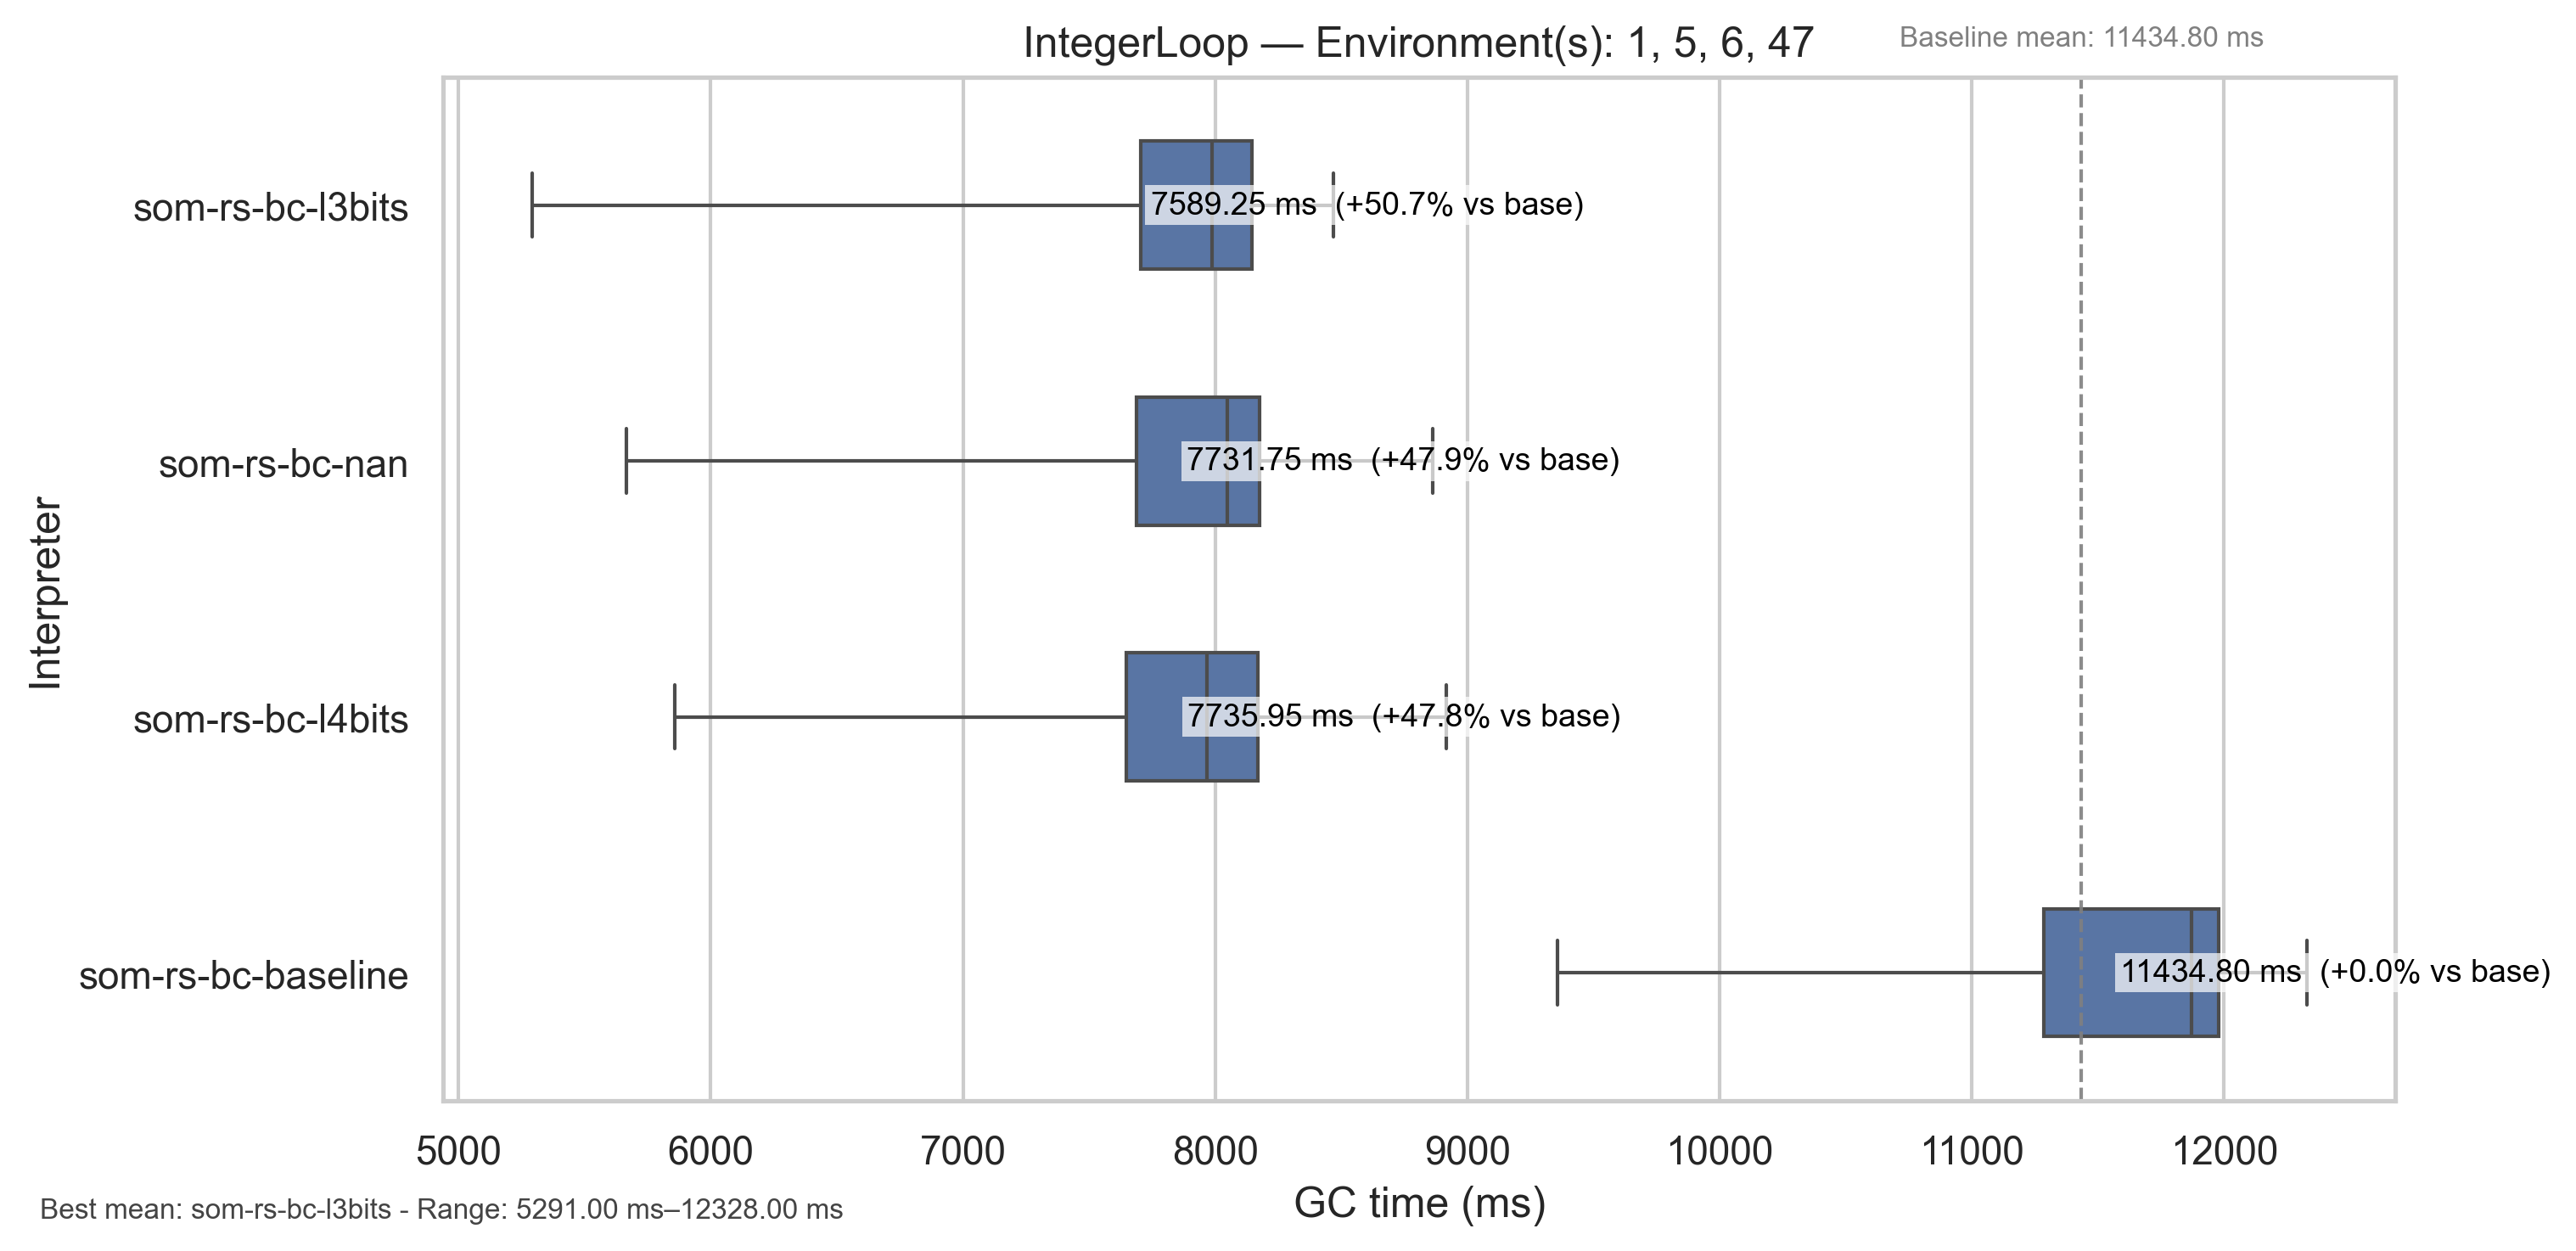 IntegerLoop — Environment(s): 1, 5, 6, 47
Baseline mean: 11434.80 ms
Interpreter
som-rs-bc-l3bits
7589.25 ms  (+50.7% vs base)
som-rs-bc-nan
7731.75 ms  (+47.9% vs base)
som-rs-bc-l4bits
7735.95 ms  (+47.8% vs base)
som-rs-bc-baseline
11434.80 ms  (+0.0% vs base)
5000 6000 7000 8000 9000 10000 11000 12000
GC time (ms)
Best mean: som-rs-bc-l3bits - Range: 5291.00 ms–12328.00 ms